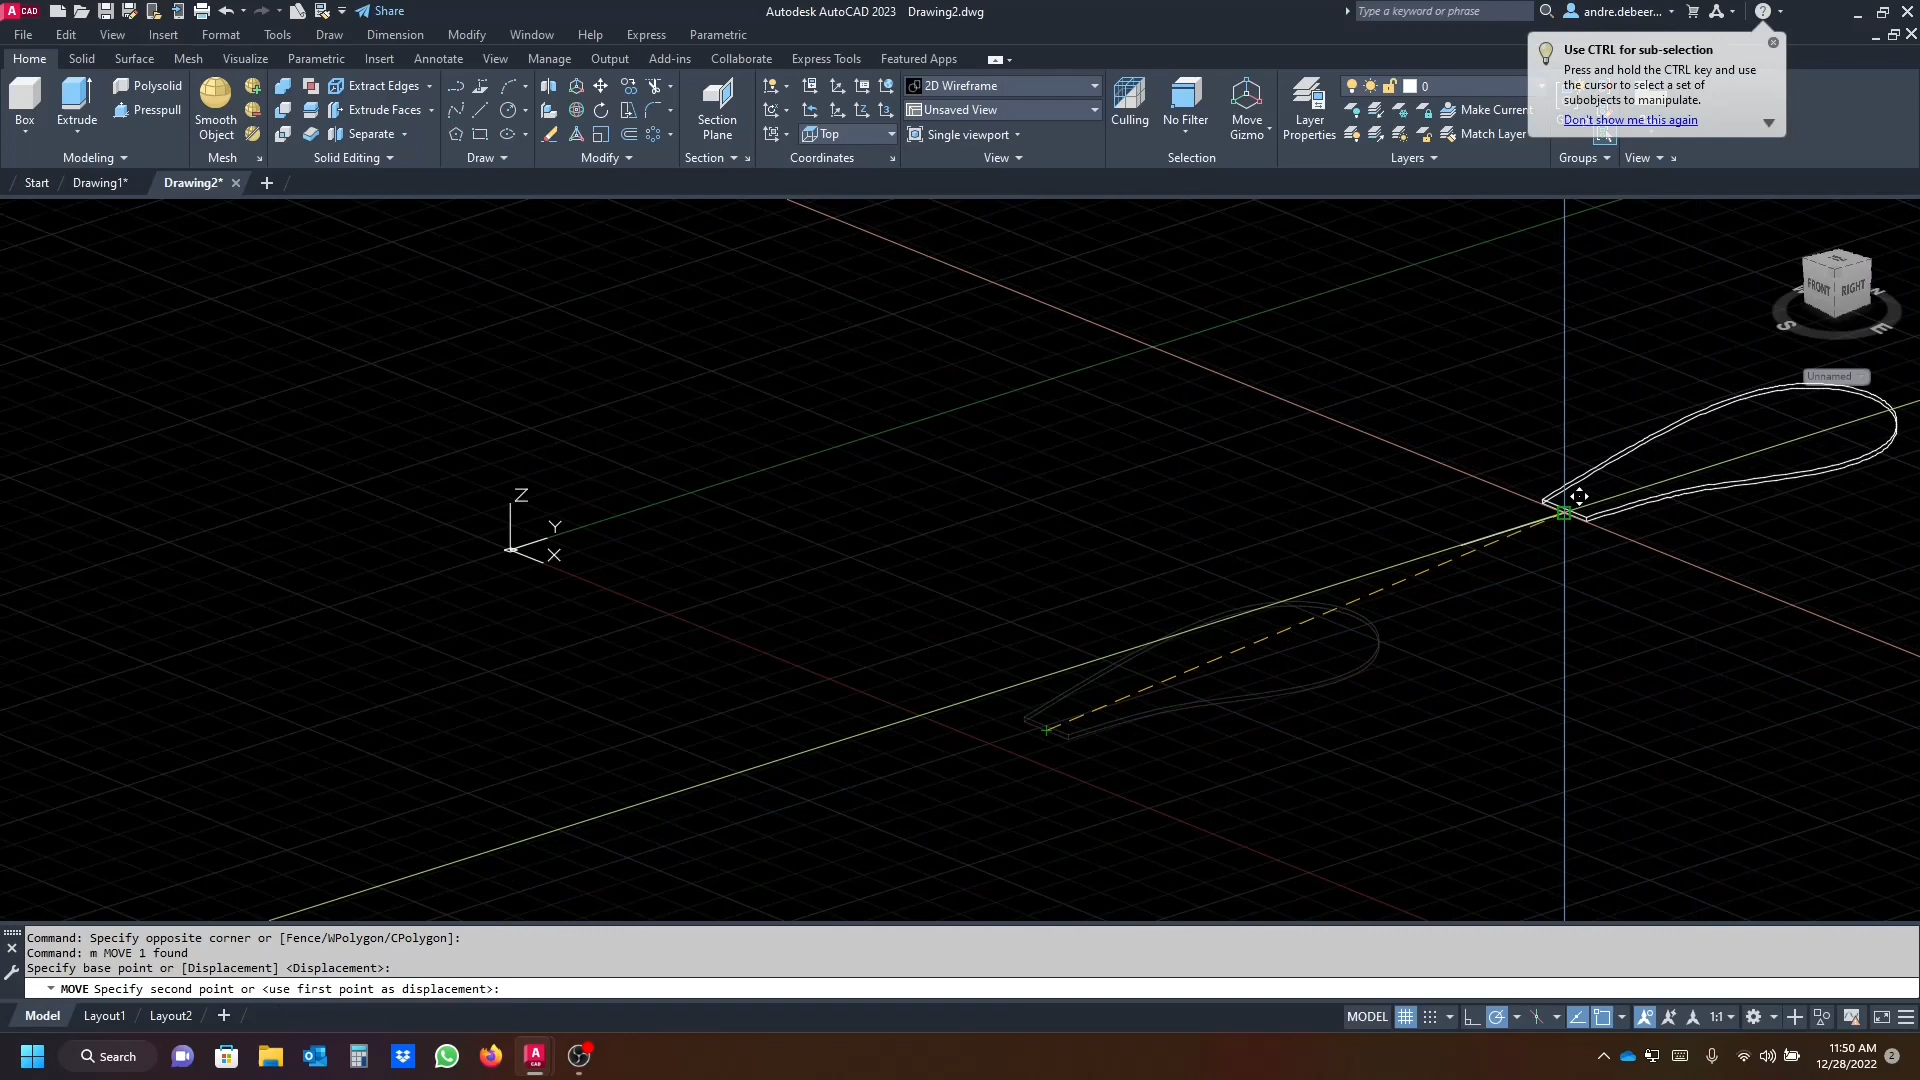 CAD
Share
Autodesk AutoCAD 2023 Drawing2.dwg
Type a keyword or phrase
andre.debeer...
File Edit View Insert Format Tools Draw Dimension Modify Window Help Express Parametric
Home Solid Surface Mesh Visualize Parametric Insert Annotate View Manage Output Add-ins Collaborate Express Tools Featured Apps
Use CTRL for sub-selection
Press and hold the CTRL key and use
the cursor to select a set of
subobjects to manipulate.
Don't show me this again
Box
Extrude
Polysolid
Presspull
Smooth
Object
Extract Edges
Extrude Faces
Separate
Section
Plane
Top
2D Wireframe
Unsaved View
Single viewport
Culling
No Filter
Move
Gizmo
Layer
Properties
0
Make Current
Match Layer
Modeling Mesh Solid Editing Draw Modify Section Coordinates View Selection Layers Groups View
Start Drawing1* Drawing2*
FRONT RIGHT
S E
Unnamed
Z
Y
X
Command: Specify opposite corner or [Fence/WPolygon/CPolygon]:
Command: m MOVE 1 found
Specify base point or [Displacement] <Displacement>:
MOVE Specify second point or <use first point as displacement>:
Model Layout1 Layout2
MODEL 1:1
Search
11:50 AM
12/28/2022
2